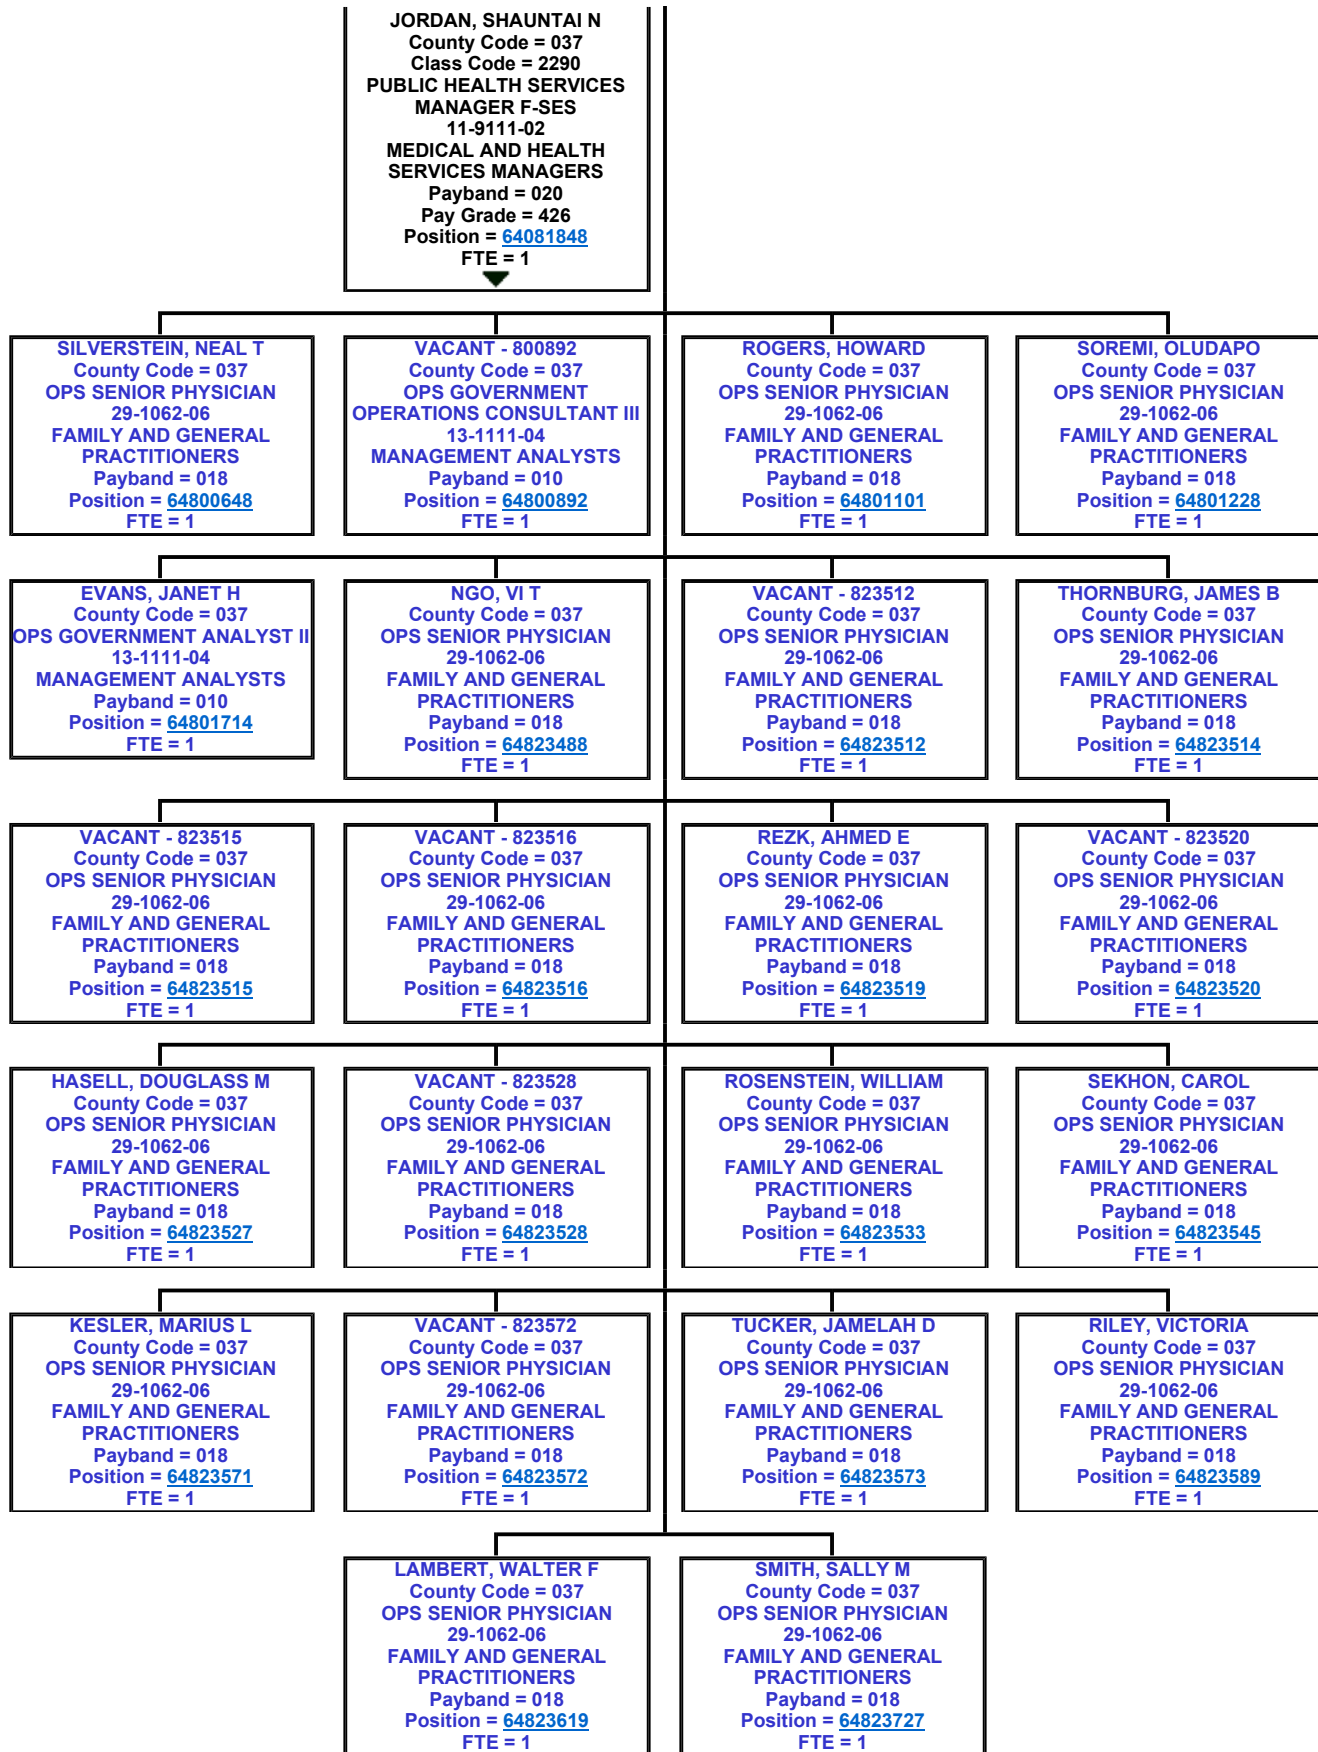 JORDAN, SHAUNTAI N
County Code = 037
Class Code = 2290
PUBLIC HEALTH SERVICES
MANAGER F-SES
11-9111-02
MEDICAL AND HEALTH
SERVICES MANAGERS
Payband = 020
Pay Grade = 426
Position = 64081848
FTE = 1
SILVERSTEIN, NEAL T
County Code = 037
OPS SENIOR PHYSICIAN
29-1062-06
FAMILY AND GENERAL
PRACTITIONERS
Payband = 018
Position = 64800648
FTE = 1
VACANT - 800892
County Code = 037
OPS GOVERNMENT
OPERATIONS CONSULTANT III
13-1111-04
MANAGEMENT ANALYSTS
Payband = 010
Position = 64800892
FTE = 1
ROGERS, HOWARD
County Code = 037
OPS SENIOR PHYSICIAN
29-1062-06
FAMILY AND GENERAL
PRACTITIONERS
Payband = 018
Position = 64801101
FTE = 1
SOREMI, OLUDAPO
County Code = 037
OPS SENIOR PHYSICIAN
29-1062-06
FAMILY AND GENERAL
PRACTITIONERS
Payband = 018
Position = 64801228
FTE = 1
EVANS, JANET H
County Code = 037
OPS GOVERNMENT ANALYST II
13-1111-04
MANAGEMENT ANALYSTS
Payband = 010
Position = 64801714
FTE = 1
NGO, VI T
County Code = 037
OPS SENIOR PHYSICIAN
29-1062-06
FAMILY AND GENERAL
PRACTITIONERS
Payband = 018
Position = 64823488
FTE = 1
VACANT - 823512
County Code = 037
OPS SENIOR PHYSICIAN
29-1062-06
FAMILY AND GENERAL
PRACTITIONERS
Payband = 018
Position = 64823512
FTE = 1
THORNBURG, JAMES B
County Code = 037
OPS SENIOR PHYSICIAN
29-1062-06
FAMILY AND GENERAL
PRACTITIONERS
Payband = 018
Position = 64823514
FTE = 1
VACANT - 823515
County Code = 037
OPS SENIOR PHYSICIAN
29-1062-06
FAMILY AND GENERAL
PRACTITIONERS
Payband = 018
Position = 64823515
FTE = 1
VACANT - 823516
County Code = 037
OPS SENIOR PHYSICIAN
29-1062-06
FAMILY AND GENERAL
PRACTITIONERS
Payband = 018
Position = 64823516
FTE = 1
REZK, AHMED E
County Code = 037
OPS SENIOR PHYSICIAN
29-1062-06
FAMILY AND GENERAL
PRACTITIONERS
Payband = 018
Position = 64823519
FTE = 1
VACANT - 823520
County Code = 037
OPS SENIOR PHYSICIAN
29-1062-06
FAMILY AND GENERAL
PRACTITIONERS
Payband = 018
Position = 64823520
FTE = 1
HASELL, DOUGLASS M
County Code = 037
OPS SENIOR PHYSICIAN
29-1062-06
FAMILY AND GENERAL
PRACTITIONERS
Payband = 018
Position = 64823527
FTE = 1
VACANT - 823528
County Code = 037
OPS SENIOR PHYSICIAN
29-1062-06
FAMILY AND GENERAL
PRACTITIONERS
Payband = 018
Position = 64823528
FTE = 1
ROSENSTEIN, WILLIAM
County Code = 037
OPS SENIOR PHYSICIAN
29-1062-06
FAMILY AND GENERAL
PRACTITIONERS
Payband = 018
Position = 64823533
FTE = 1
SEKHON, CAROL
County Code = 037
OPS SENIOR PHYSICIAN
29-1062-06
FAMILY AND GENERAL
PRACTITIONERS
Payband = 018
Position = 64823545
FTE = 1
KESLER, MARIUS L
County Code = 037
OPS SENIOR PHYSICIAN
29-1062-06
FAMILY AND GENERAL
PRACTITIONERS
Payband = 018
Position = 64823571
FTE = 1
VACANT - 823572
County Code = 037
OPS SENIOR PHYSICIAN
29-1062-06
FAMILY AND GENERAL
PRACTITIONERS
Payband = 018
Position = 64823572
FTE = 1
TUCKER, JAMELAH D
County Code = 037
OPS SENIOR PHYSICIAN
29-1062-06
FAMILY AND GENERAL
PRACTITIONERS
Payband = 018
Position = 64823573
FTE = 1
RILEY, VICTORIA
County Code = 037
OPS SENIOR PHYSICIAN
29-1062-06
FAMILY AND GENERAL
PRACTITIONERS
Payband = 018
Position = 64823589
FTE = 1
LAMBERT, WALTER F
County Code = 037
OPS SENIOR PHYSICIAN
29-1062-06
FAMILY AND GENERAL
PRACTITIONERS
Payband = 018
Position = 64823619
FTE = 1
SMITH, SALLY M
County Code = 037
OPS SENIOR PHYSICIAN
29-1062-06
FAMILY AND GENERAL
PRACTITIONERS
Payband = 018
Position = 64823727
FTE = 1